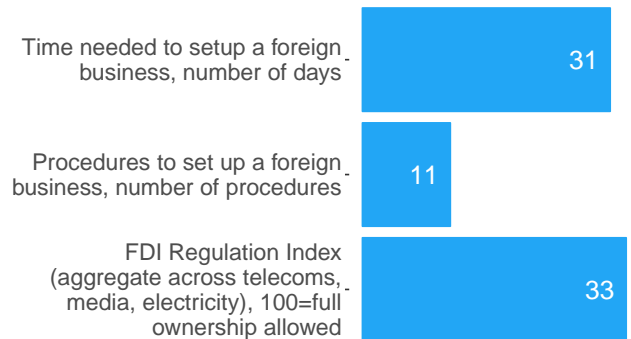 Time needed to setup a foreign
business, number of days
31
Procedures to set up a foreign
business, number of procedures
11
FDI Regulation Index
(aggregate across telecoms,
media, electricity), 100=full
ownership allowed
33